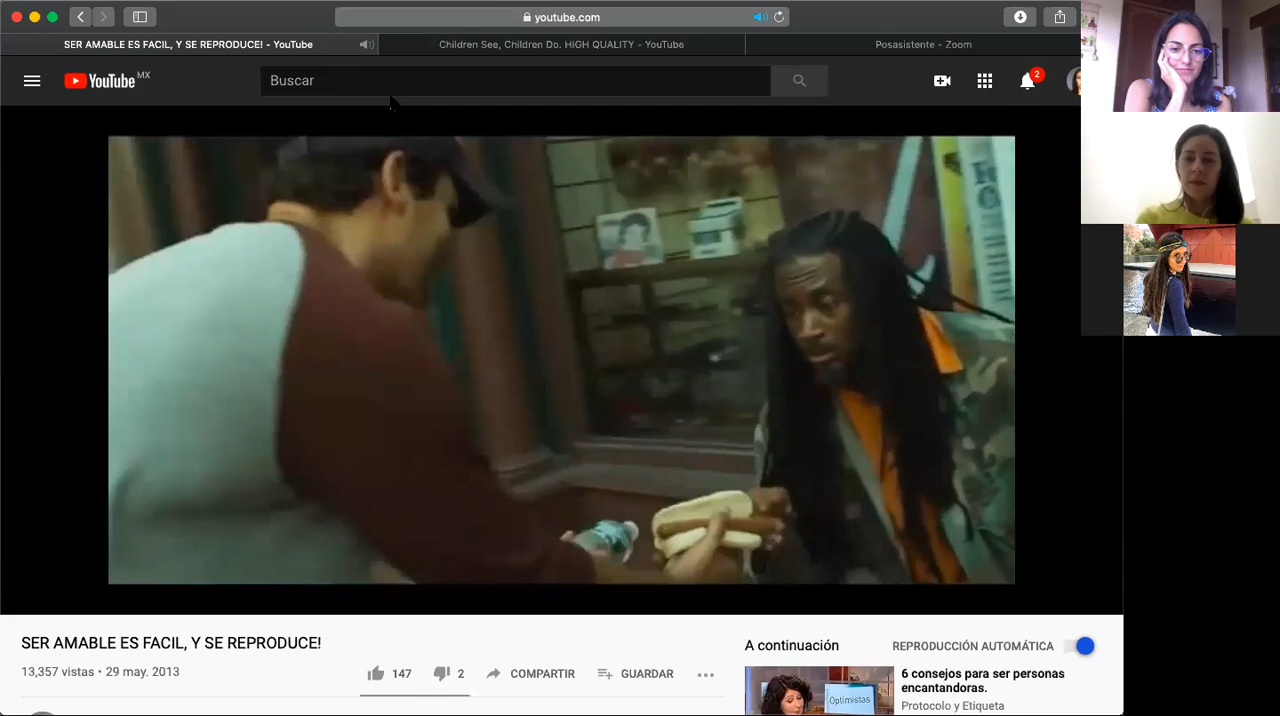 youtube.com
SER AMABLE ES FACIL, Y SE REPRODUCE! - YouTube
Children See, Children Do. HIGH QUALITY - YouTube
Posasistente - Zoom
YouTube MX
Buscar
2
SER AMABLE ES FACIL, Y SE REPRODUCE!
13,357 vistas • 29 may. 2013
147
2
COMPARTIR
GUARDAR
A continuación
REPRODUCCIÓN AUTOMÁTICA
6 consejos para ser personas
encantadoras.
Protocolo y Etiqueta
Optimistas